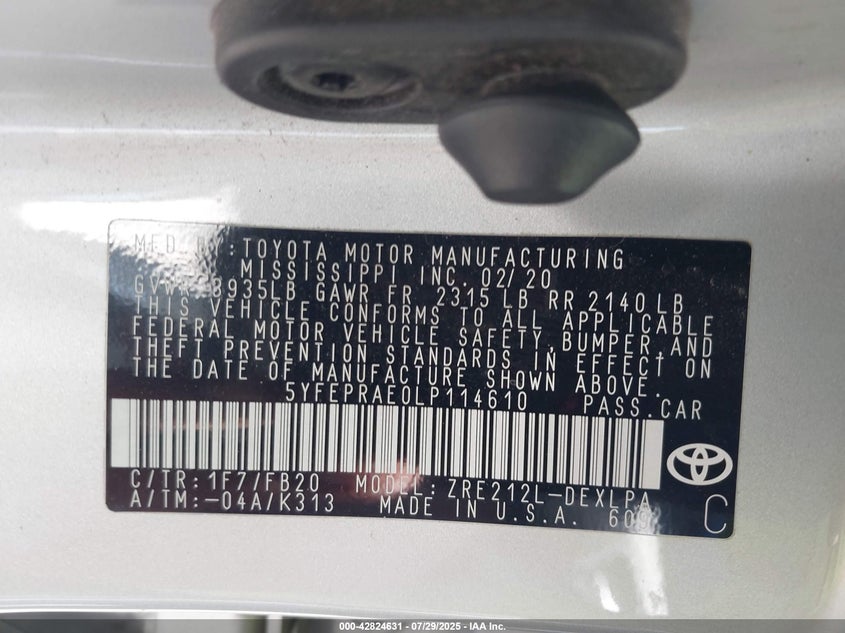 MFD BY:TOYOTA MOTOR MANUFACTURING
MISSISSIPPI INC. 02/20
GVWR 3935LB GAWR FR 2315 LB RR 2140 LB
THIS VEHICLE CONFORMS TO ALL APPLICABLE
FEDERAL MOTOR VEHICLE SAFETY, BUMPER, AND
THEFT PREVENTION STANDARDS IN EFFECT ON
THE DATE OF MANUFACTURE SHOWN ABOVE.
5YFEPRAE0LP114610 PASS.CAR
C/TR: 1F7/FB20 MODEL: ZRE212L-DEXLPA
A/TM:-04A/K313 MADE IN U.S.A.
C
000-42824631 - 07/29/2025 - IAA Inc.